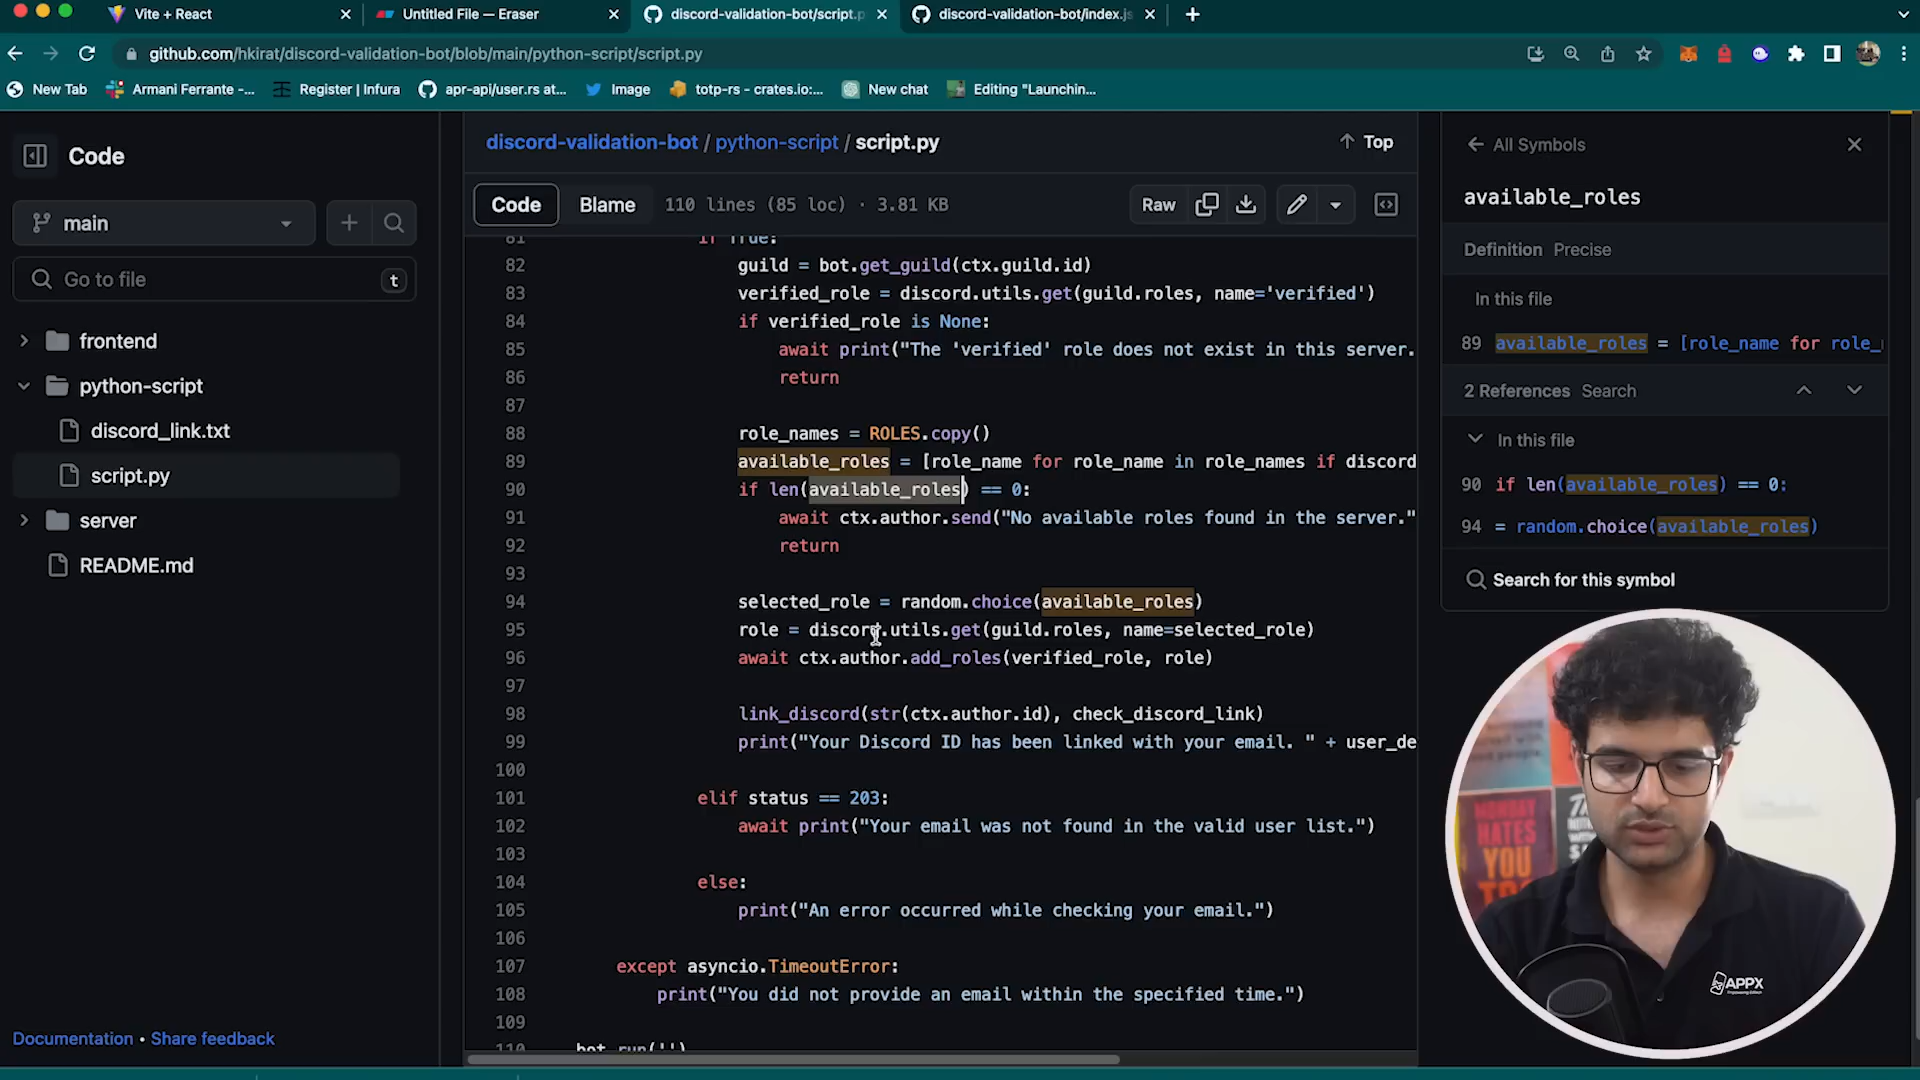 Vite + React
Untitled File — Eraser
discord-validation-bot/script.p
discord-validation-bot/index.js
github.com/hkirat/discord-validation-bot/blob/main/python-script/script.py
New Tab
Armani Ferrante -...
Register | Infura
apr-api/user.rs at...
Image
totp-rs - crates.io:...
New chat
Editing "Launchin...
Code
main
Go to file
t
frontend
python-script
discord_link.txt
script.py
server
README.md
Documentation • Share feedback
discord-validation-bot / python-script / script.py
Top
Code
Blame
110 lines (85 loc) · 3.81 KB
Raw
81 if True:
82 guild = bot.get_guild(ctx.guild.id)
83 verified_role = discord.utils.get(guild.roles, name='verified')
84 if verified_role is None:
85 await print("The 'verified' role does not exist in this server.
86 return
87
88 role_names = ROLES.copy()
89 available_roles = [role_name for role_name in role_names if discord
90 if len(available_roles) == 0:
91 await ctx.author.send("No available roles found in the server."
92 return
93
94 selected_role = random.choice(available_roles)
95 role = discord.utils.get(guild.roles, name=selected_role)
96 await ctx.author.add_roles(verified_role, role)
97
98 link_discord(str(ctx.author.id), check_discord_link)
99 print("Your Discord ID has been linked with your email. " + user_de
100
101 elif status == 203:
102 await print("Your email was not found in the valid user list.")
103
104 else:
105 print("An error occurred while checking your email.")
106
107 except asyncio.TimeoutError:
108 print("You did not provide an email within the specified time.")
109
110 bot.run('')
All Symbols
available_roles
Definition Precise
In this file
89 available_roles = [role_name for role_
2 References Search
In this file
90 if len(available_roles) == 0:
94 = random.choice(available_roles)
Search for this symbol
MONDAY
HATES
YOU
APPX